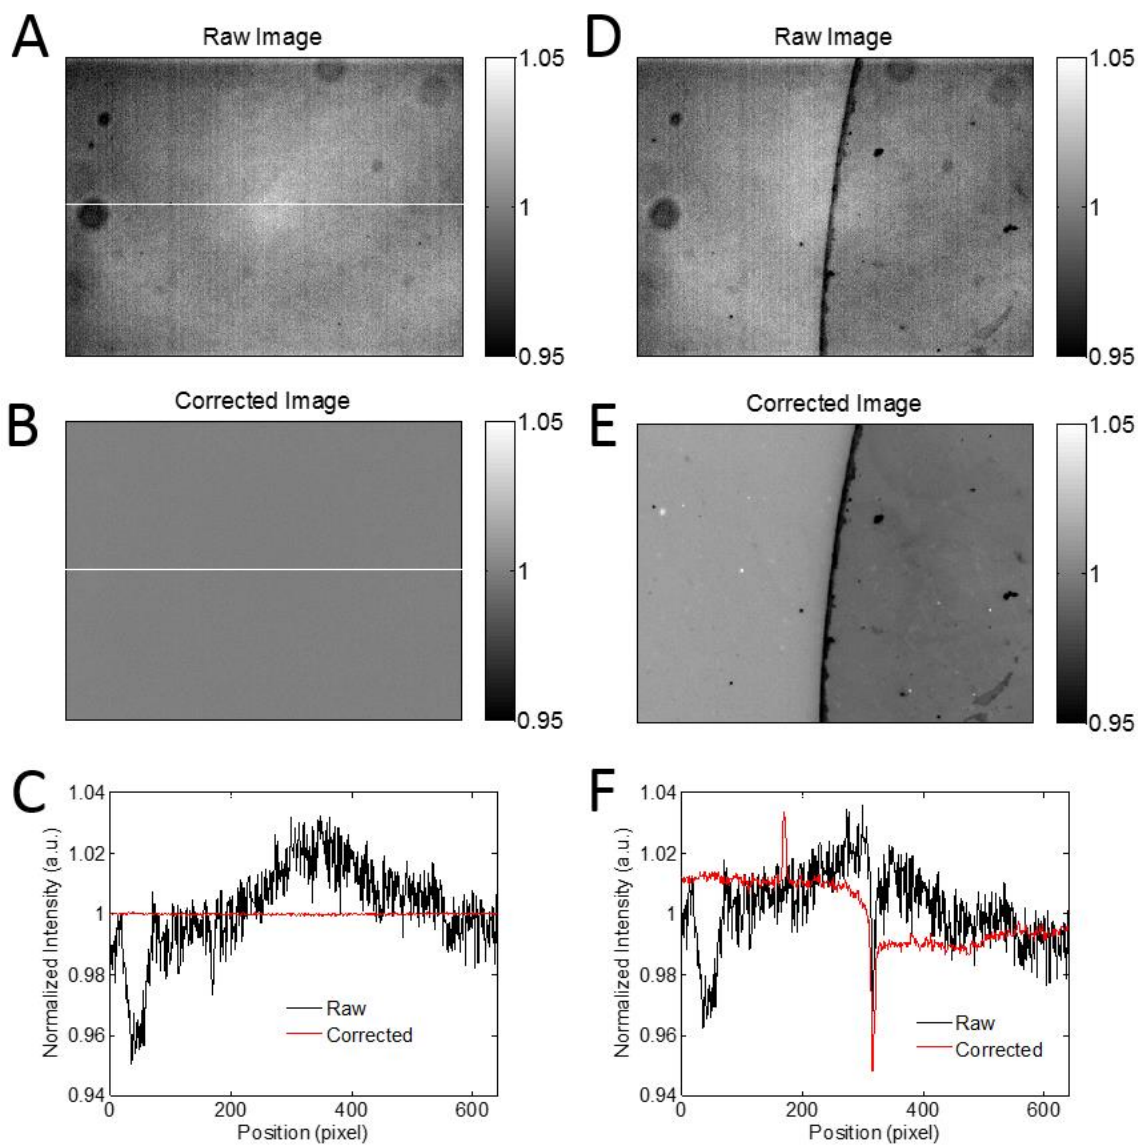 A
Raw Image
1.05
1
0.95
D
Raw Image
1.05
1
0.95
B
Corrected Image
1.05
1
0.95
E
Corrected Image
1.05
1
0.95
C
Normalized Intensity (a.u.)
1.04
1.02
1
0.98
0.96
0.94
Raw
Corrected
0
200
400
600
Position (pixel)
F
Normalized Intensity (a.u.)
1.04
1.02
1
0.98
0.96
0.94
Raw
Corrected
0
200
400
600
Position (pixel)